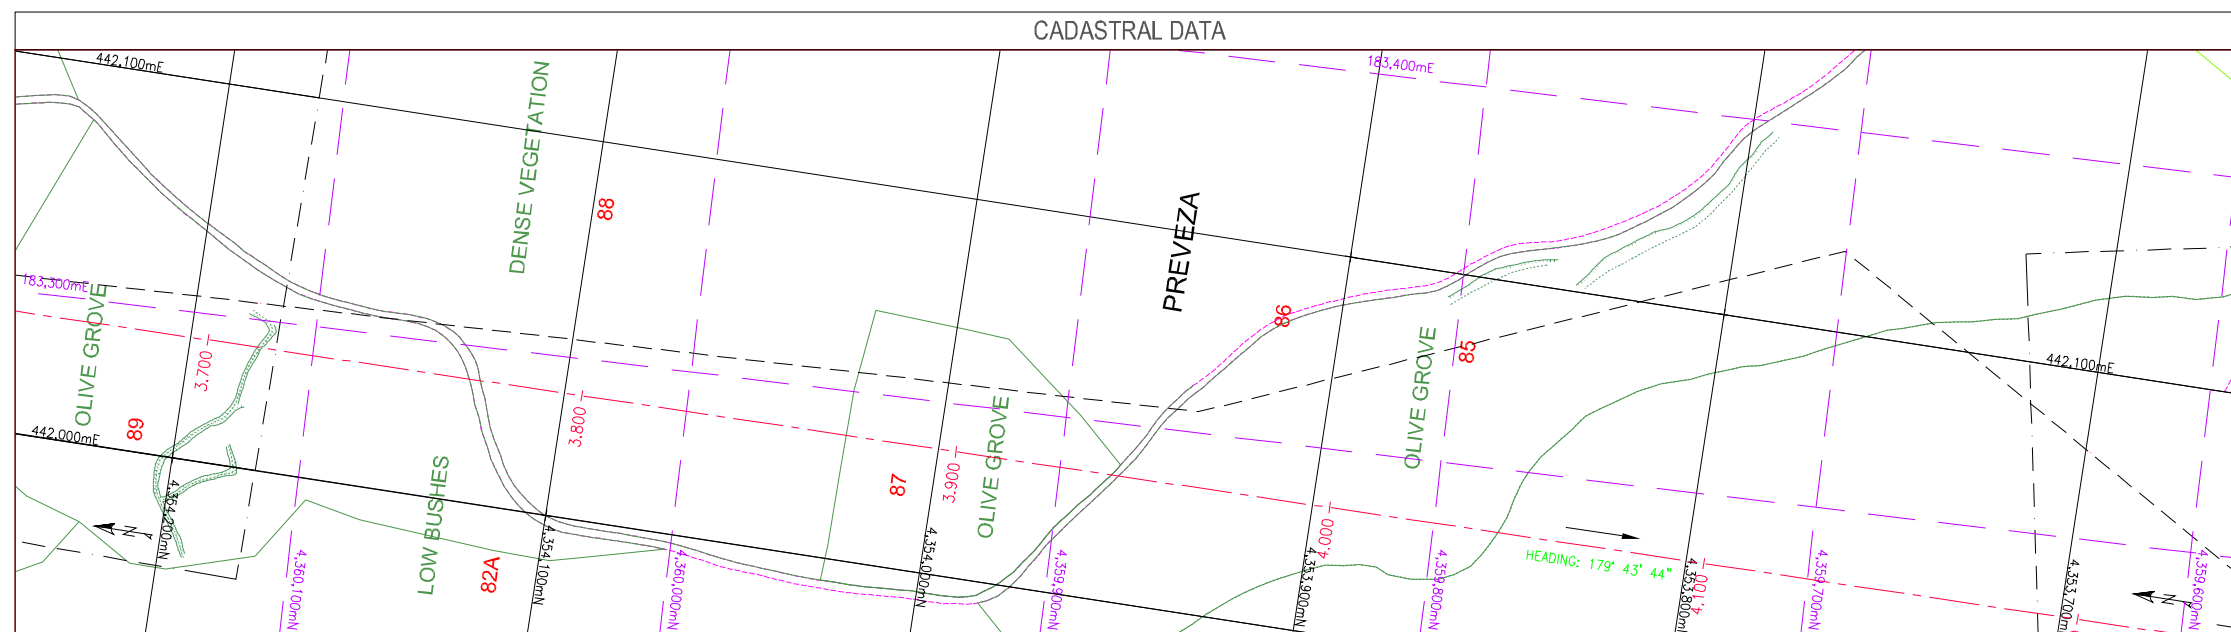 CADASTRAL DATA
442,100mE
183,400mE
DENSE VEGETATION
88
PREVEZA
183,300mE
OLIVE GROVE
86
85
OLIVE GROVE
442,100mE
3.700
89
442,000mE
3.800
OLIVE GROVE
87
3.900
LOW BUSHES
82A
4.000
HEADING: 179° 43' 44"
4.100
N
4,354,200mN
4,360,100mN
4,354,100mN
4,360,000mN
4,354,000mN
4,359,900mN
4,353,900mN
4,359,800mN
4,353,800mN
4,359,700mN
4,353,700mN
4,359,600mN
N